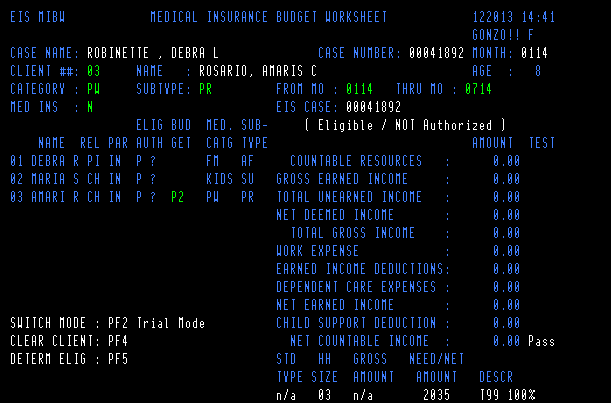 EIS MIBW MEDICAL INSURANCE BUDGET WORKSHEET 122013 14:41
GONZO!! F
CASE NAME: ROBINETTE , DEBRA L CASE NUMBER: 00041892 MONTH: 0114
CLIENT ##: 03 NAME : ROSARIO, AMARIS C AGE : 8
CATEGORY : PW SUBTYPE: PR FROM MO : 0114 THRU MO : 0714
MED INS : N EIS CASE: 00041892
ELIG BUD MED. SUB- ( Eligible / NOT Authorized )
NAME REL PAR AUTH GET CATG TYPE AMOUNT TEST
01 DEBRA R PI IN P ? FM AF COUNTABLE RESOURCES : 0.00
02 MARIA S CH IN P ? KIDS SU GROSS EARNED INCOME : 0.00
03 AMARI R CH IN P ? P2 PW PR TOTAL UNEARNED INCOME : 0.00
NET DEEMED INCOME : 0.00
TOTAL GROSS INCOME : 0.00
WORK EXPENSE : 0.00
EARNED INCOME DEDUCTIONS: 0.00
DEPENDENT CARE EXPENSES : 0.00
NET EARNED INCOME : 0.00
SWITCH MODE : PF2 Trial Mode CHILD SUPPORT DEDUCTION : 0.00
CLEAR CLIENT: PF4 NET COUNTABLE INCOME : 0.00 Pass
DETERM ELIG : PF5 STD HH GROSS NEED/NET
TYPE SIZE AMOUNT AMOUNT DESCR
n/a 03 n/a 2035 T99 100%